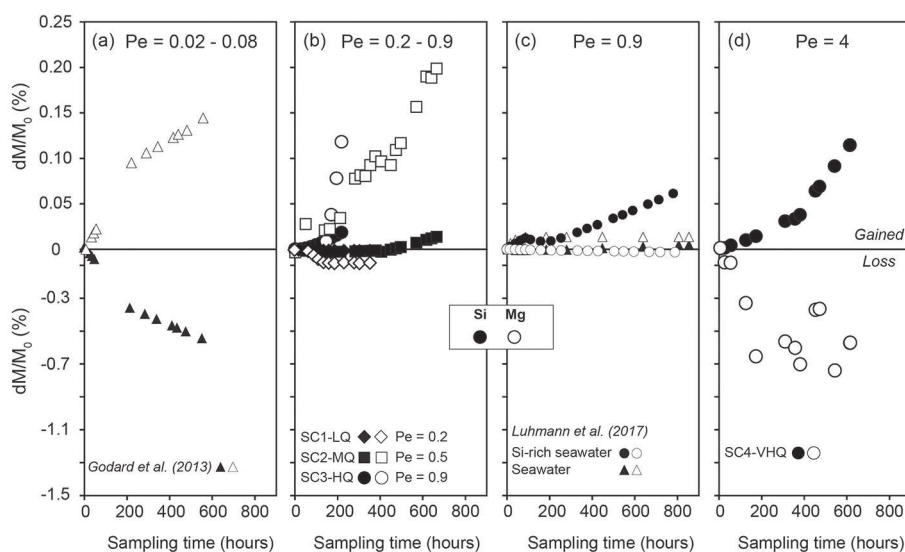 (a) Pe = 0.02 - 0.08
(b) Pe = 0.2 - 0.9
(c) Pe = 0.9
(d) Pe = 4
dM/M0 (%)
0.25
0.20
0.15
0.10
0.05
0
dM/M0 (%)
-0.3
-0.7
-1.1
-1.5
Gained
Loss
Si Mg
Godard et al. (2013)
SC1-LQ Pe = 0.2
SC2-MQ Pe = 0.5
SC3-HQ Pe = 0.9
Luhmann et al. (2017)
Si-rich seawater
Seawater
SC4-VHQ
0 200 400 600 800
0 200 400 600 800
0 200 400 600 800
0 200 400 600 800
Sampling time (hours)
Sampling time (hours)
Sampling time (hours)
Sampling time (hours)